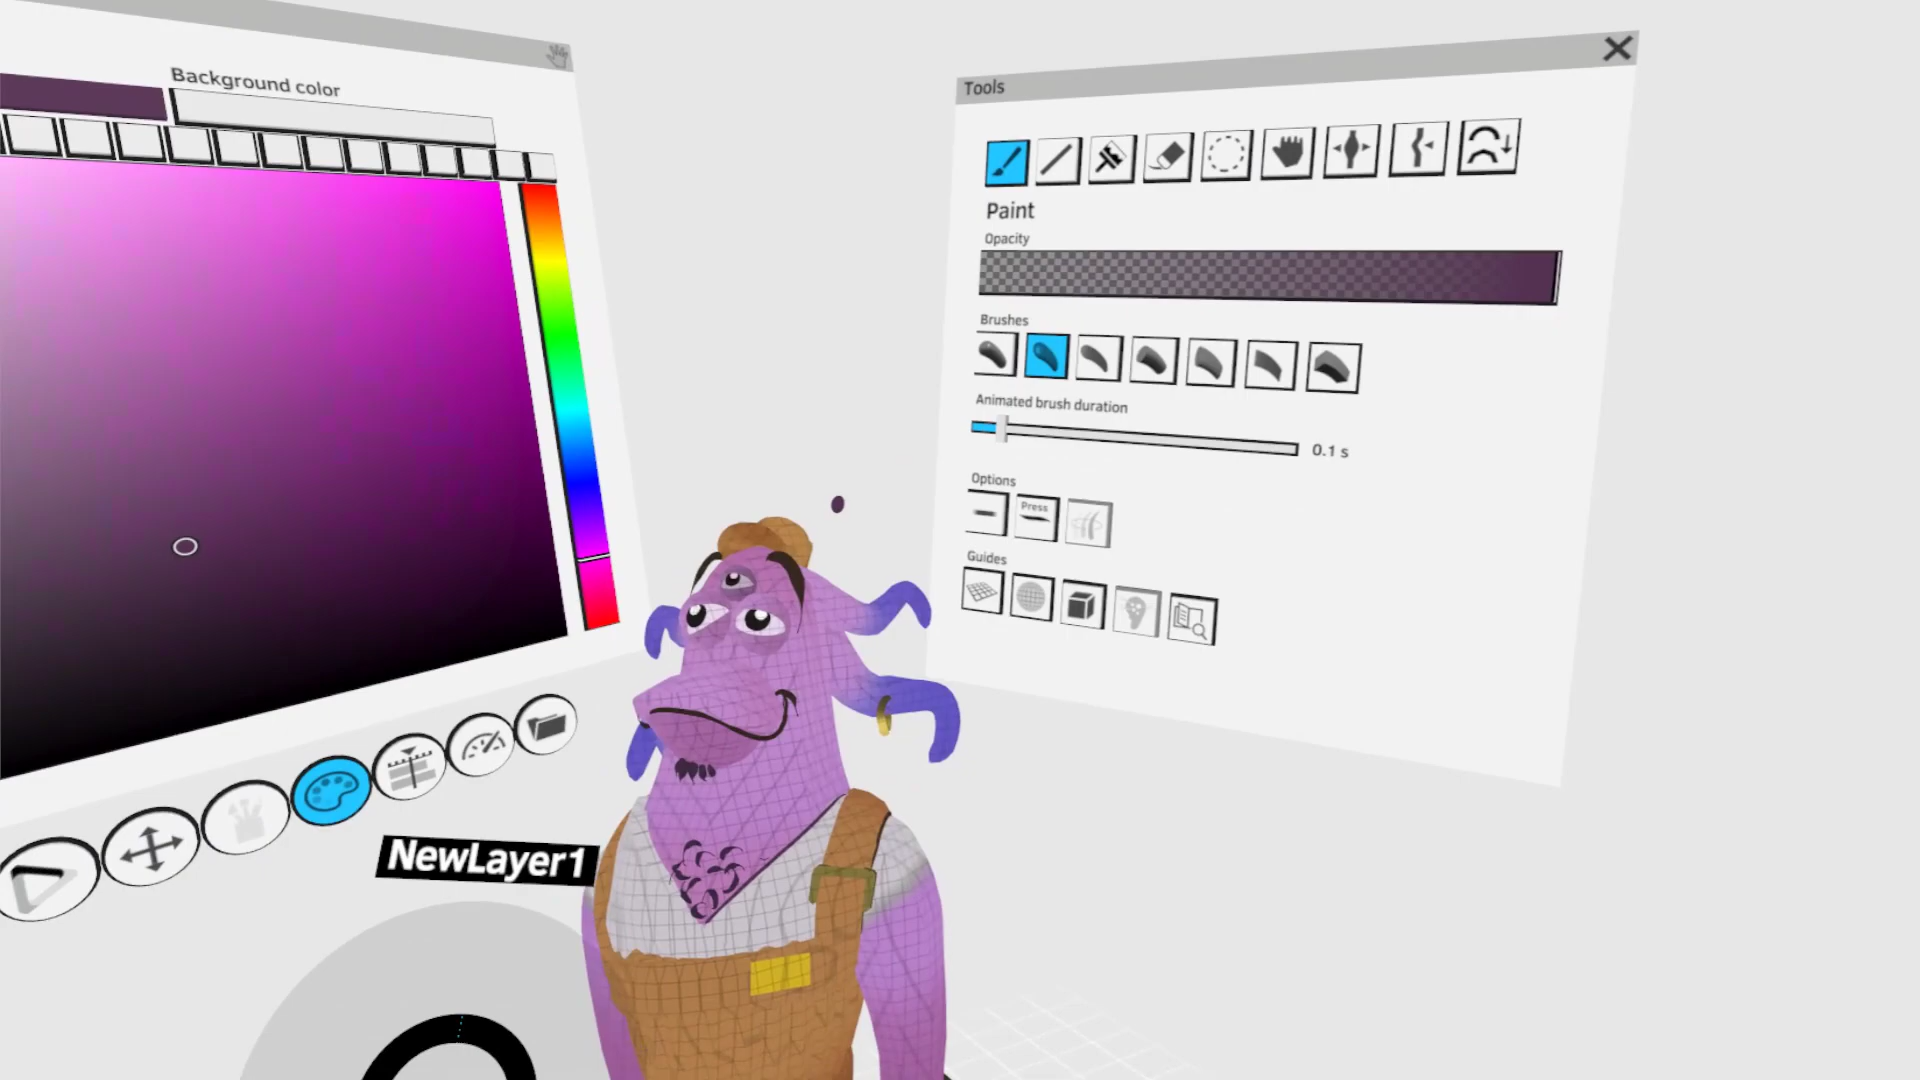 Background color
Tools
Paint
Opacity
Brushes
Animated brush duration
0.1 s
Options
Press
Guides
NewLayer1